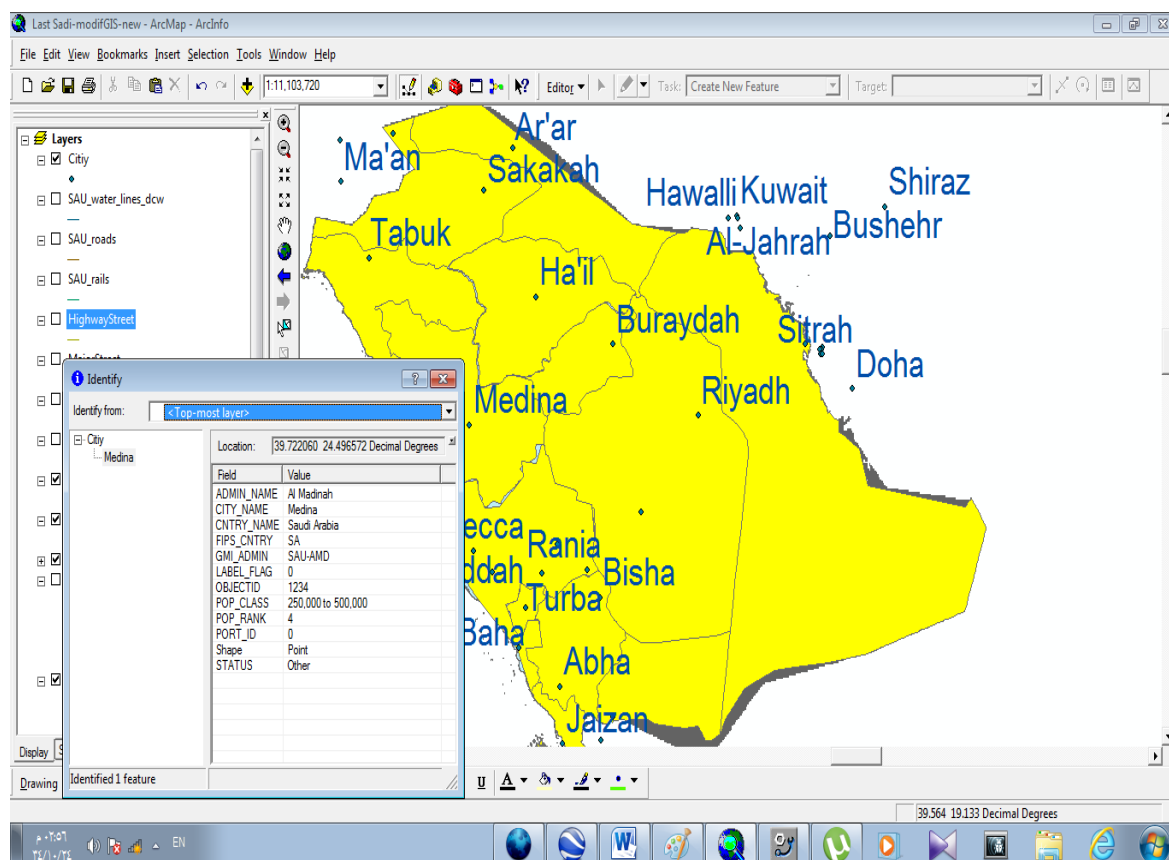 Last Sadi-modifGIS-new - ArcMap - ArcInfo
File Edit View Bookmarks Insert Selection Tools Window Help
1:11,103,720 Editor Task: Create New Feature Target:
Layers
Citiy
SAU_water_lines_dcw
SAU_roads
SAU_rails
HighwayStreet
Ar'ar
Ma'an
Sakakah
Hawalli Kuwait
Shiraz
Tabuk
Al-Jahrah Bushehr
Ha'il
Buraydah
Sitrah
Doha
Medina
Riyadh
ecca
Rania
ddah
Bisha
Turba
Baha
Abha
Jaizan
Identify
Identify from: <Top-most layer>
Citiy
Medina
Location: 39.722060 24.496572 Decimal Degrees
Field Value
ADMIN_NAME Al Madinah
CITY_NAME Medina
CNTRY_NAME Saudi Arabia
FIPS_CNTRY SA
GMI_ADMIN SAU-AMD
LABEL_FLAG 0
OBJECTID 1234
POP_CLASS 250,000 to 500,000
POP_RANK 4
PORT_ID 0
Shape Point
STATUS Other
Identified 1 feature
Display S
Drawing
U A
39.564 19.133 Decimal Degrees
EN